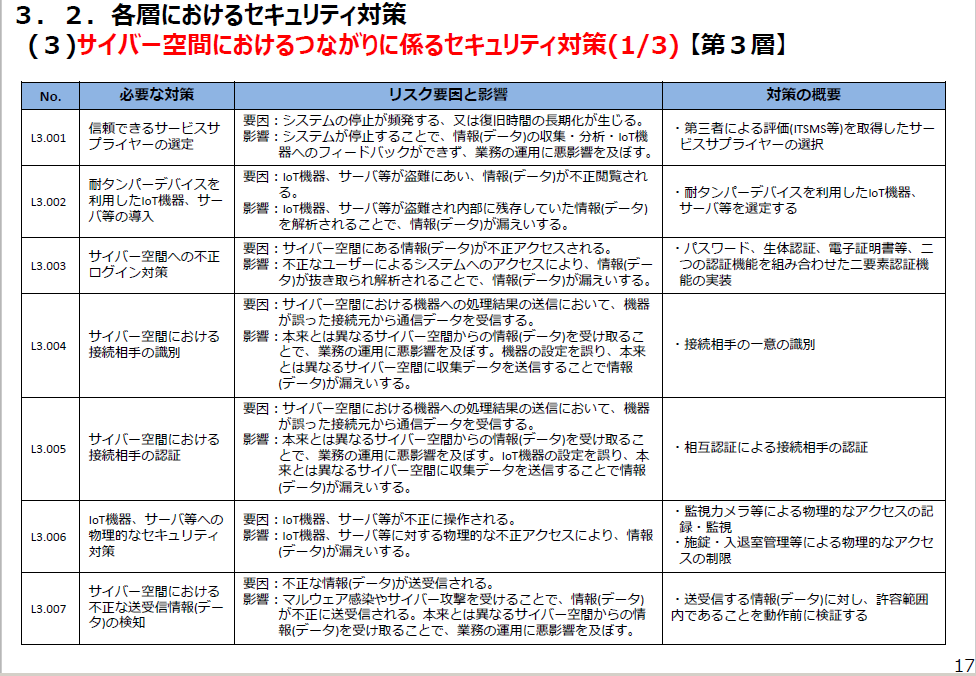 ３．２．各層におけるセキュリティ対策
(３)サイバー空間におけるつながりに係るセキュリティ対策(1/3)【第３層】
No. 必要な対策 リスク要因と影響 対策の概要
L3.001
信頼できるサービスサ
プライヤーの選定
要因：システムの停止が頻発する、又は復旧時間の長期化が生じる。
影響：システムが停止することで、情報(データ)の収集・分析・IoT機
器へのフィードバックができず、業務の運用に悪影響を及ぼす。
・第三者による評価(ITSMS等)を取得したサー
ビスサプライヤーの選択
L3.002
耐タンパーデバイスを
利用したIoT機器、サー
バ等の導入
要因：IoT機器、サーバ等が盗難にあい、情報(データ)が不正閲覧され
る。
影響：IoT機器、サーバ等が盗難され内部に残存していた情報(データ)
を解析されることで、情報(データ)が漏えいする。
・耐タンパーデバイスを利用したIoT機器、
サーバ等を選定する
L3.003
サイバー空間への不正
ログイン対策
要因：サイバー空間にある情報(データ)が不正アクセスされる。
影響：不正なユーザーによるシステムへのアクセスにより、情報(デー
タ)が抜き取られ解析されることで、情報(データ)が漏えいする。
・パスワード、生体認証、電子証明書等、二
つの認証機能を組み合わせた二要素認証機
能の実装
L3.004
サイバー空間における
接続相手の識別
要因：サイバー空間における機器への処理結果の送信において、機器
が誤った接続元から通信データを受信する。
影響：本来とは異なるサイバー空間からの情報(データ)を受け取るこ
とで、業務の運用に悪影響を及ぼす。機器の設定を誤り、本来
とは異なるサイバー空間に収集データを送信することで情報
(データ)が漏えいする。
・接続相手の一意の識別
L3.005
サイバー空間における
接続相手の認証
要因：サイバー空間における機器への処理結果の送信において、機器
が誤った接続元から通信データを受信する。
影響：本来とは異なるサイバー空間からの情報(データ)を受け取るこ
とで、業務の運用に悪影響を及ぼす。IoT機器の設定を誤り、本
来とは異なるサイバー空間に収集データを送信することで情報
(データ)が漏えいする。
・相互認証による接続相手の認証
L3.006
IoT機器、サーバ等への
物理的なセキュリティ
対策
要因：IoT機器、サーバ等が不正に操作される。
影響：IoT機器、サーバ等に対する物理的な不正アクセスにより、情報
(データ)が漏えいする。
・監視カメラ等による物理的なアクセスの記
録・監視
・施錠・入退室管理等による物理的なアクセ
スの制限
L3.007
サイバー空間における
不正な送受信情報(デー
タ)の検知
要因：不正な情報(データ)が送受信される。
影響：マルウェア感染やサイバー攻撃を受けることで、情報(データ)
が不正に送受信される。本来とは異なるサイバー空間からの情
報(データ)を受け取ることで、業務の運用に悪影響を及ぼす。
・送受信する情報(データ)に対し、許容範囲
内であることを動作前に検証する
17